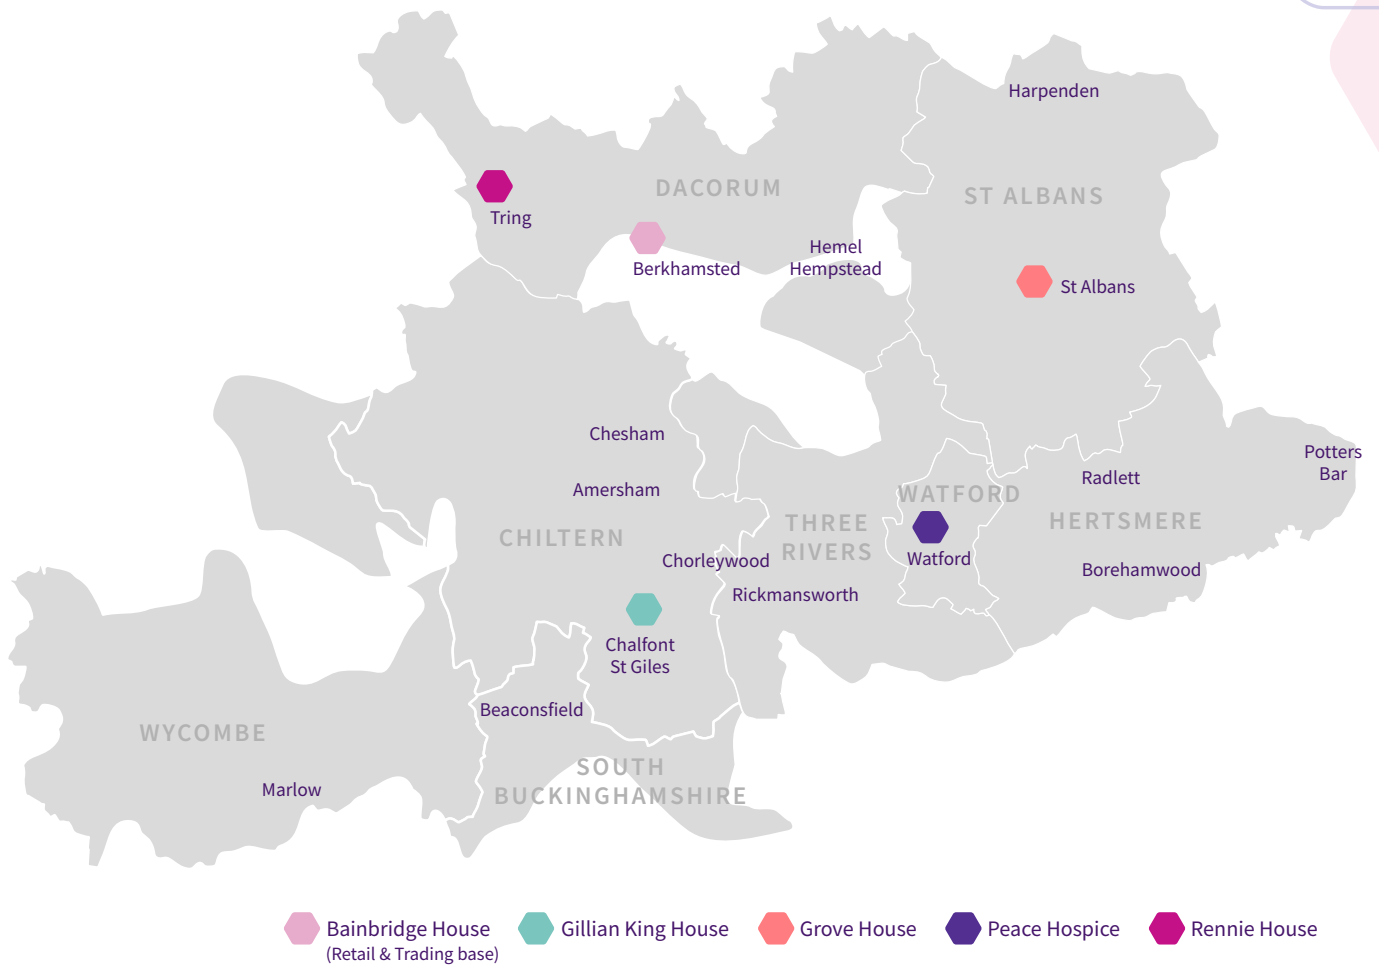 Harpenden
DACORUM
ST ALBANS
Tring
Hemel
Hempstead
Berkhamsted
St Albans
Chesham
Potters
Bar
Radlett
Amersham
WATFORD
THREE
RIVERS
HERTSMERE
CHILTERN
Chorleywood
Watford
Borehamwood
Rickmansworth
Chalfont
St Giles
Beaconsfield
WYCOMBE
SOUTH
BUCKINGHAMSHIRE
Marlow
Bainbridge House
(Retail & Trading base)
Gillian King House
Grove House
Peace Hospice
Rennie House